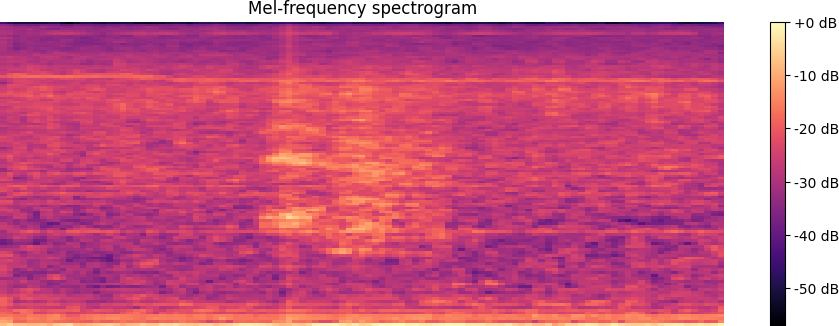 Mel-frequency spectrogram
+0 dB
-10 dB
-20 dB
-30 dB
-40 dB
-50 dB